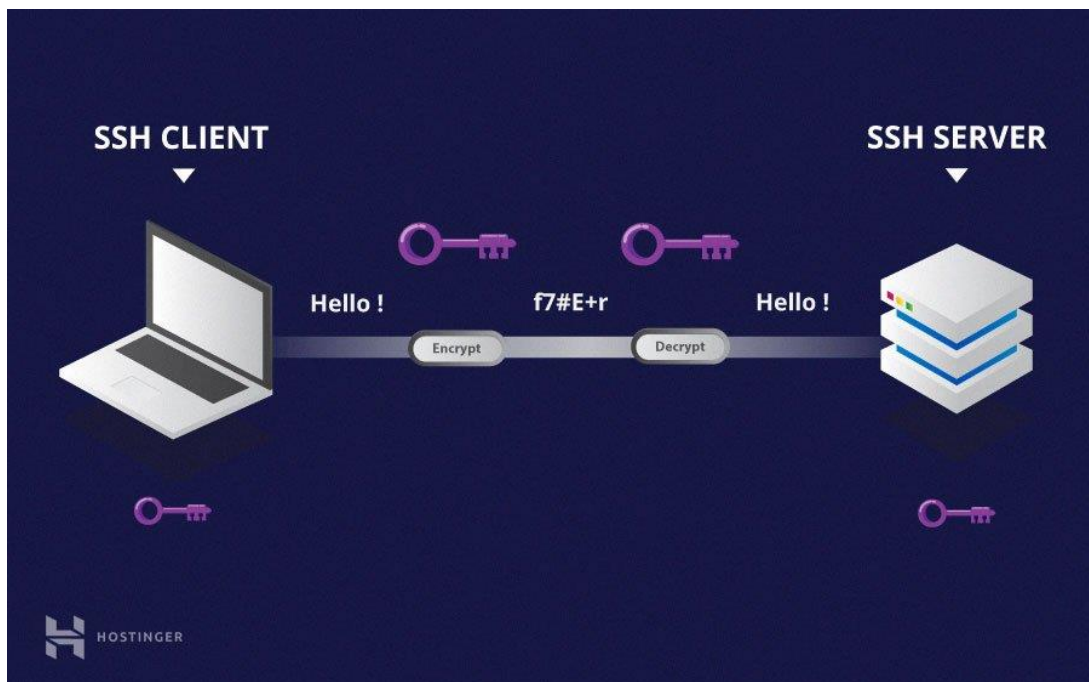 SSH CLIENT
SSH SERVER
Hello !
f7#E+r
Hello !
Encrypt
Decrypt
HOSTINGER